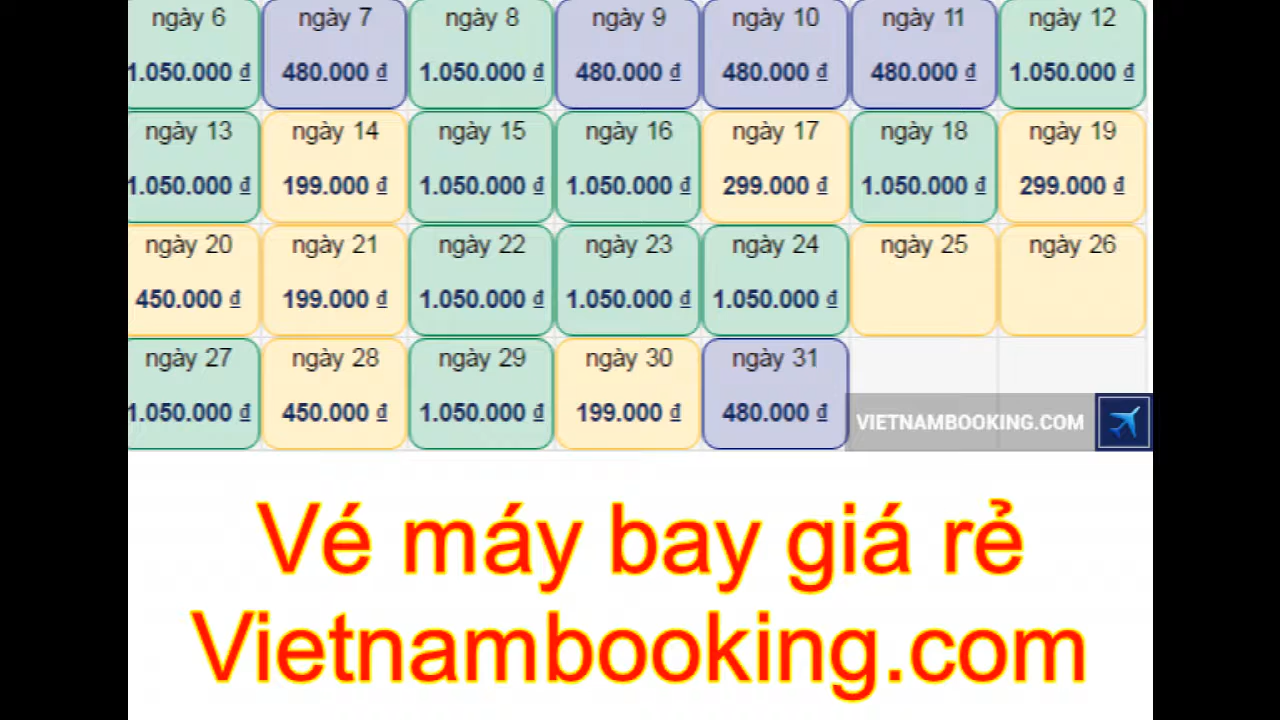 ngày 6 ngày 7 ngày 8 ngày 9 ngày 10 ngày 11 ngày 12
1.050.000 đ 480.000 đ 1.050.000 đ 480.000 đ 480.000 đ 480.000 đ 1.050.000 đ
ngày 13 ngày 14 ngày 15 ngày 16 ngày 17 ngày 18 ngày 19
1.050.000 đ 199.000 đ 1.050.000 đ 1.050.000 đ 299.000 đ 1.050.000 đ 299.000 đ
ngày 20 ngày 21 ngày 22 ngày 23 ngày 24 ngày 25 ngày 26
450.000 đ 199.000 đ 1.050.000 đ 1.050.000 đ 1.050.000 đ
ngày 27 ngày 28 ngày 29 ngày 30 ngày 31
1.050.000 đ 450.000 đ 1.050.000 đ 199.000 đ 480.000 đ
VIETNAMBOOKING.COM
Vé máy bay giá rẻ
Vietnambooking.com